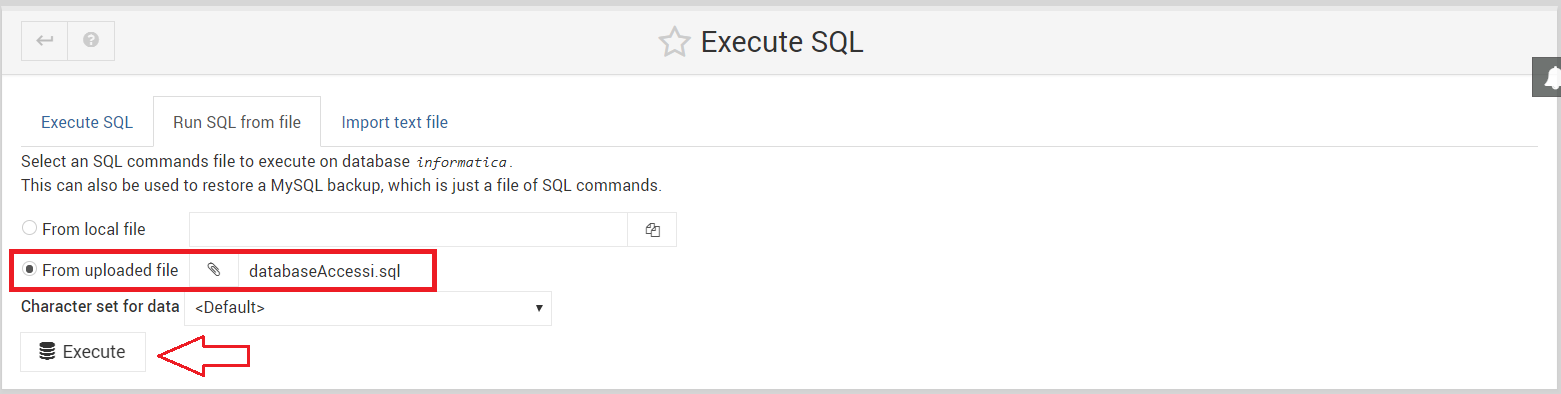 Execute SQL
Execute SQL Run SQL from file Import text file
Select an SQL commands file to execute on database informatica.
This can also be used to restore a MySQL backup, which is just a file of SQL commands.
From local file
From uploaded file databaseAccessi.sql
Character set for data <Default>
Execute